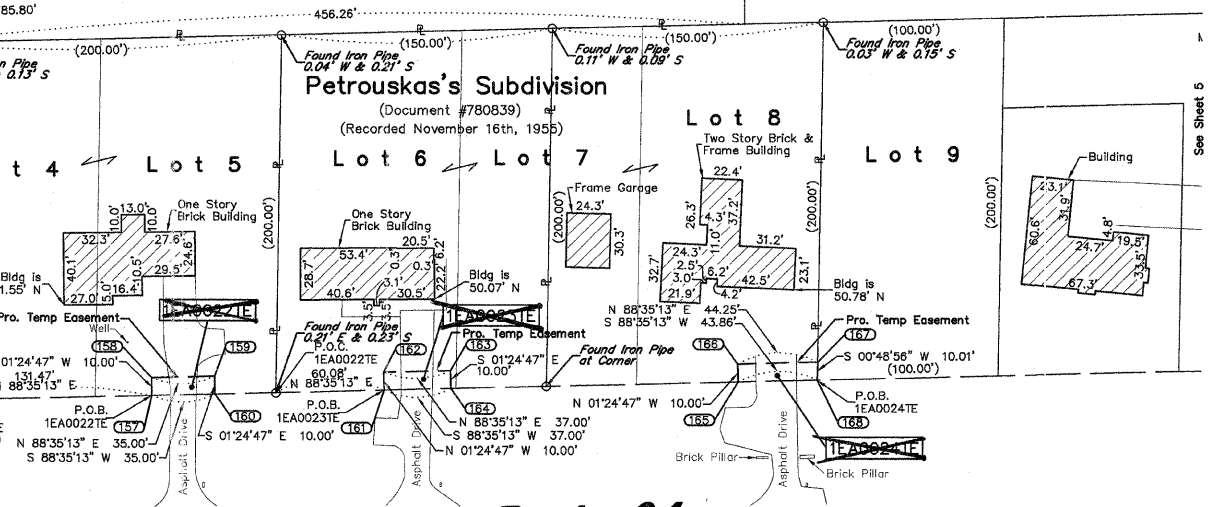 785.80'
456.26'
(200.00')
(150.00')
(150.00')
(100.00')
Iron Pipe
0.13' S
Found Iron Pipe
0.04' W & 0.21' S
Found Iron Pipe
0.11' W & 0.09' S
Found Iron Pipe
0.03' W & 0.15' S
Petrouskas's Subdivision
(Document #780839)
(Recorded November 16th, 1955)
See Sheet 5
t 4
Lot 5
Lot 6
Lot 7
Lot 8
Lot 9
Two Story Brick &
Frame Building
Building
One Story
Brick Building
One Story
Brick Building
Frame Garage
13.0'
10.0'
10.0'
32.3'
27.6'
24.6'
40.1'
10.5'
29.5'
16.4'
5.0'
27.0'
(200.00')
20.5'
6.2'
53.4'
0.3'
0.3'
22.2'
28.7'
3.1'
40.6'
30.5'
3.5'
3.5'
24.3'
30.3'
(200.00')
22.4'
26.3'
4.3'
37.2'
11.0'
24.3'
31.2'
32.7'
2.5'
3.0'
6.2'
42.5'
23.1'
21.9'
4.2'
(200.00')
(200.00')
23.1'
31.9'
60.6'
24.7'
4.8'
19.8'
33.5'
67.3'
Bldg is
1.55' N
Bldg is
50.07' N
Bldg is
50.78' N
1EA0022TE
1EA0023TE
Pro. Temp Easement
Well
Found Iron Pipe
0.21' E & 0.23' S
P.O.C.
1EA0022TE
60.08'
N 88°35'13" E
Pro. Temp Easement
Found Iron Pipe
at Corner
N 88°35'13" E 44.25'
S 88°35'13" W 43.86'
Pro. Temp Easement
158
159
162
163
166
167
01°24'47" W 10.00'
131.47'
N 88°35'13" E
S 01°24'47" E
10.00'
S 00°48'56" W 10.01'
(100.00')
P.O.B.
1EA0022TE
157
160
N 88°35'13" E 35.00'
S 88°35'13" W 35.00'
S 01°24'47" E 10.00'
P.O.B.
1EA0023TE
161
164
N 88°35'13" E 37.00'
S 88°35'13" W 37.00'
N 01°24'47" W 10.00'
N 01°24'47" W 10.00'
165
P.O.B.
1EA0024TE
168
1EA0024TE
Asphalt Drive
Asphalt Drive
Asphalt Drive
Brick Pillar
Brick Pillar